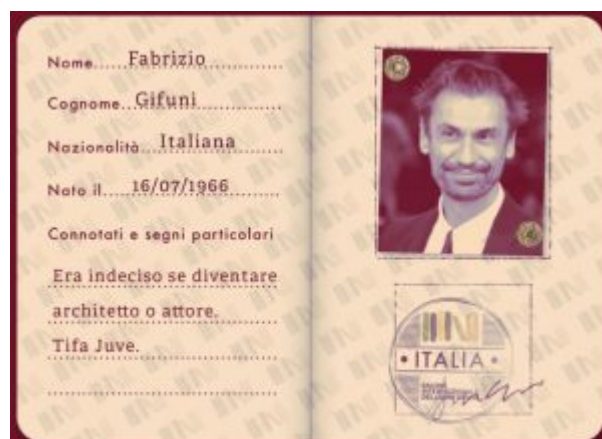 Nome....Fabrizio............
Cognome..Gifuni..............
Nazionalità..Italiana........
Nato il.....16/07/1966........
Connotati e segni particolari
Era indeciso se diventare
architetto o attore.
Tifa Juve.
• ITALIA •